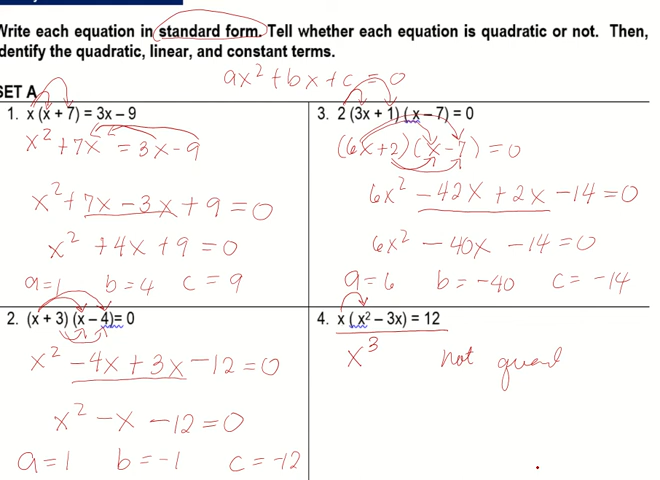 Write each equation in standard form. Tell whether each equation is quadratic or not. Then,
identify the quadratic, linear, and constant terms.
ax² + bx + c = 0
SET A
1. x (x + 7) = 3x – 9
x² + 7x = 3x - 9
x² + 7x - 3x + 9 = 0
x² + 4x + 9 = 0
a=1 b=4 c=9
2. (x + 3) (x – 4)= 0
x² - 4x + 3x - 12 = 0
x² - x - 12 = 0
a=1 b=-1 c=-12
3. 2 (3x + 1) ( x – 7) = 0
(6x+2)(x-7) = 0
6x² - 42x + 2x - 14 = 0
6x² - 40x - 14 = 0
a=6 b=-40 c=-14
4. x ( x² – 3x) = 12
x³ not quad